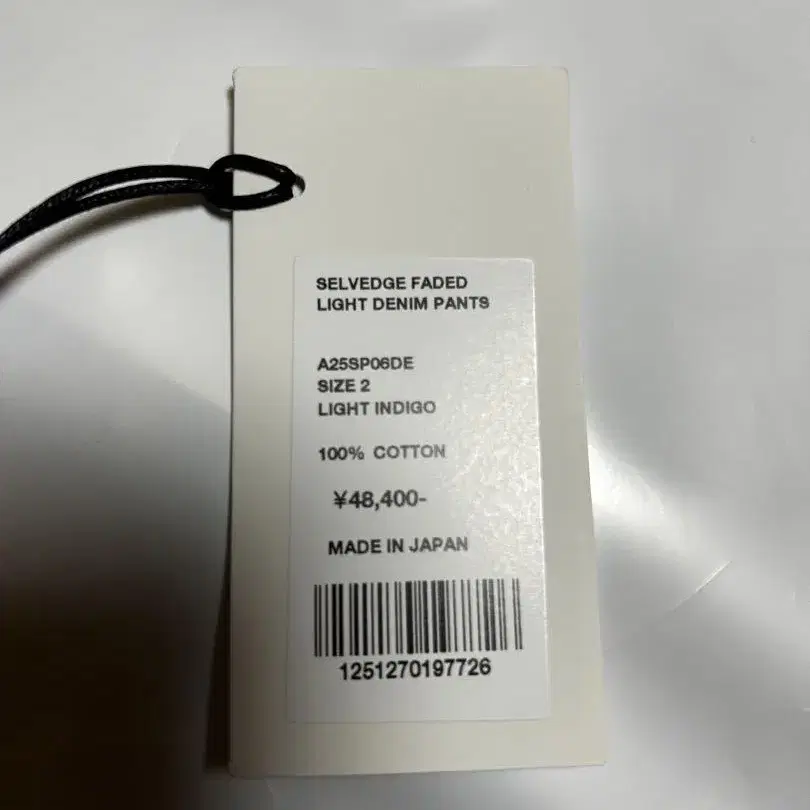 SELVEDGE FADED
LIGHT DENIM PANTS
A25SP06DE
SIZE 2
LIGHT INDIGO
100% COTTON
¥48,400-
MADE IN JAPAN
1251270197726